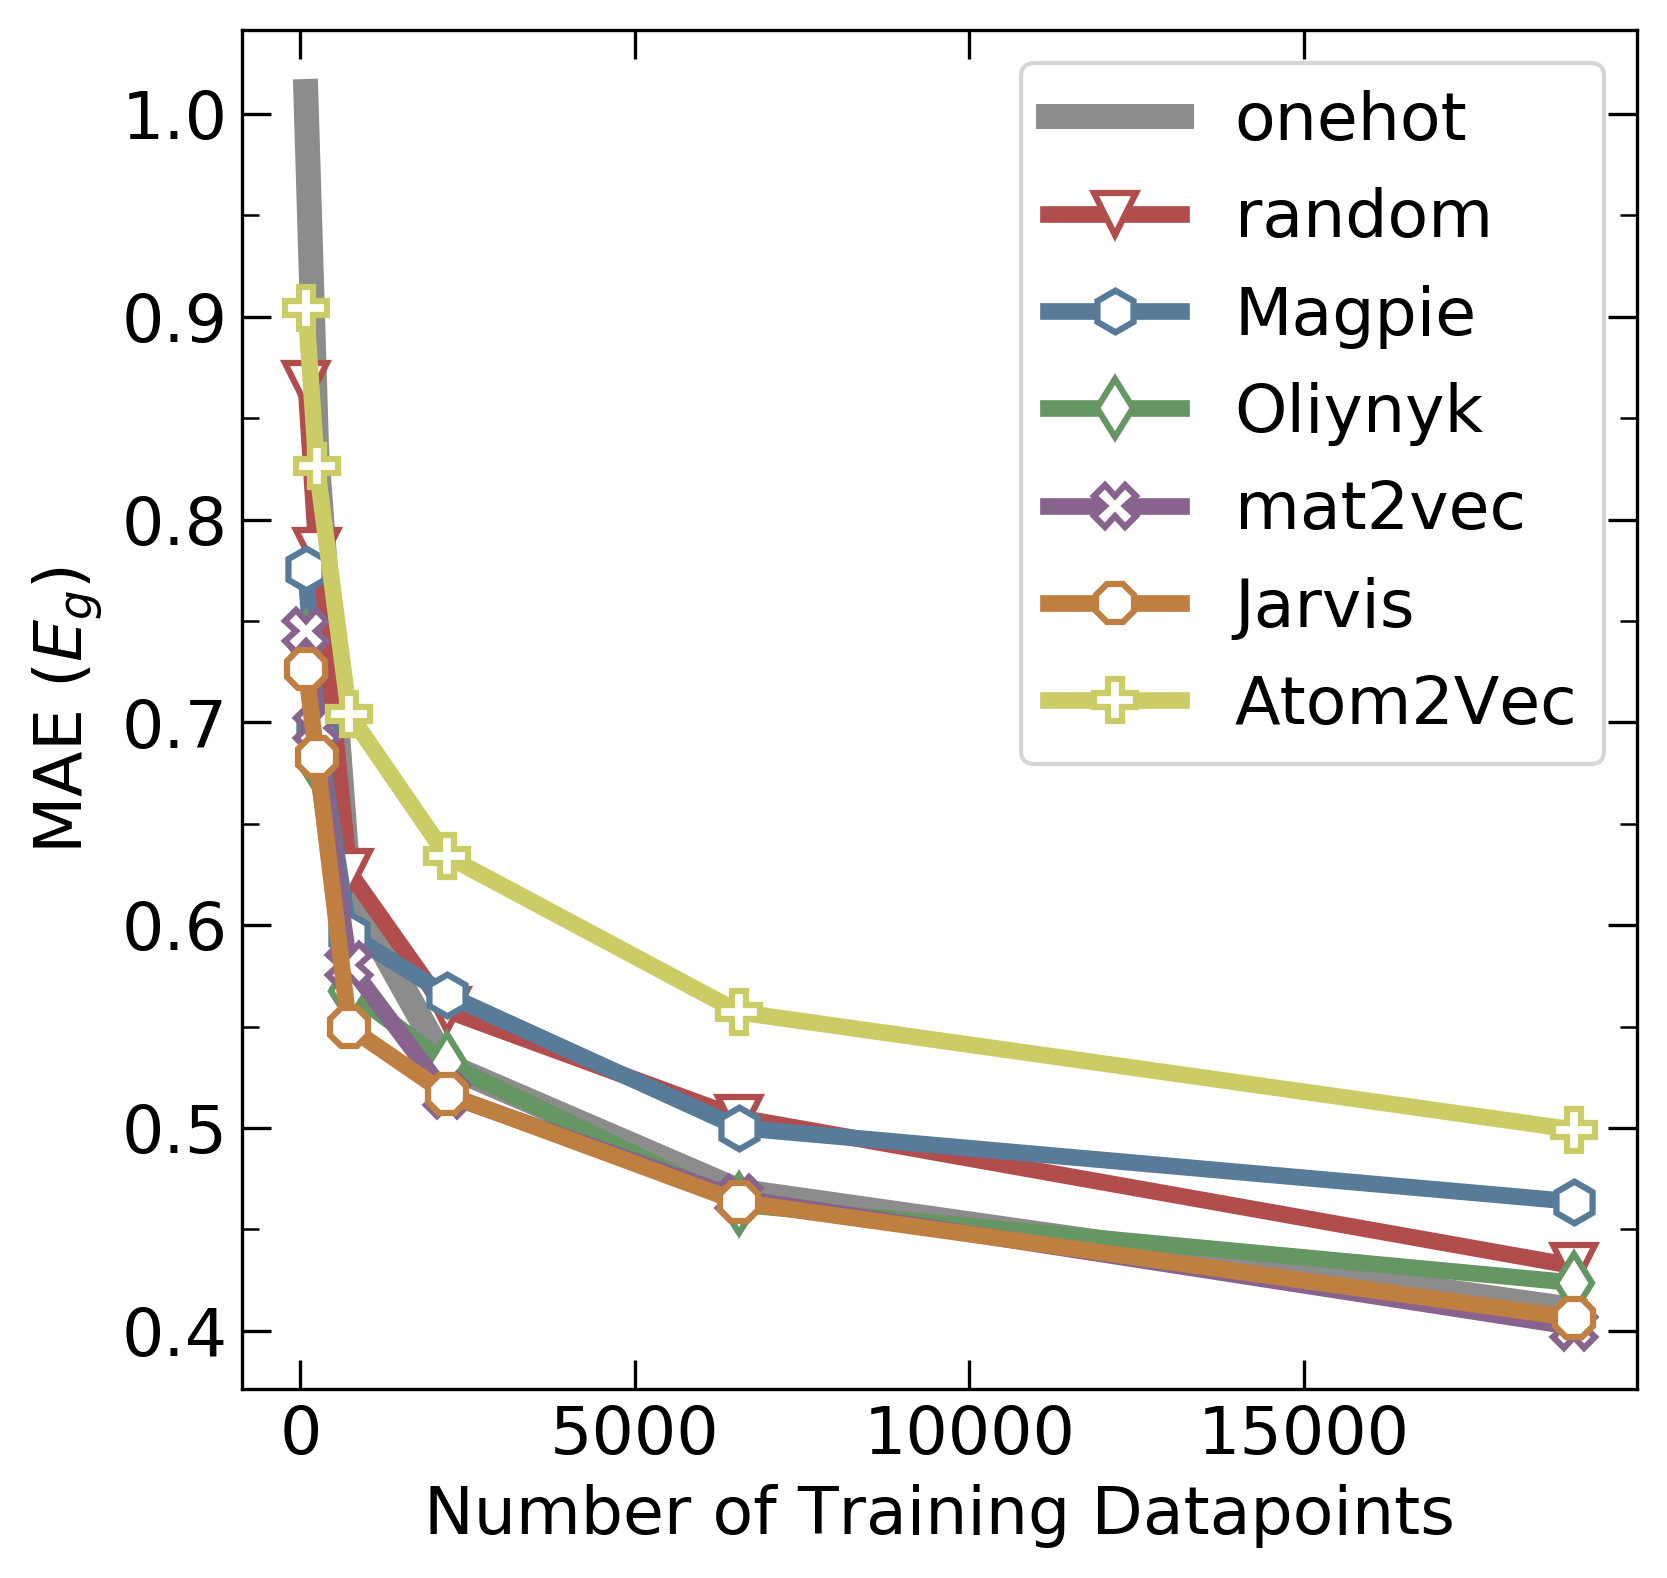 1.0
0.9
0.8
0.7
0.6
0.5
0.4
MAE (E_g)
onehot
random
Magpie
Oliynyk
mat2vec
Jarvis
Atom2Vec
0 5000 10000 15000
Number of Training Datapoints